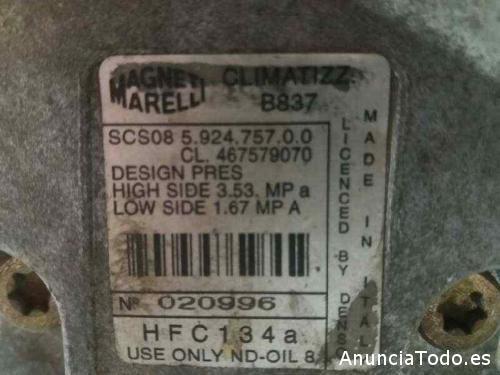 MAGNETI
MARELLI
CLIMATIZZ.
B837
SCS08 5.924.757.0.0
CL. 467579070
DESIGN PRES
HIGH SIDE 3.53. MP a
LOW SIDE 1.67 MP A
Nº 020996
HFC134a
USE ONLY ND-OIL 8
LICENCED BY DENSO
MADE IN ITAL
AnunciaTodo.es